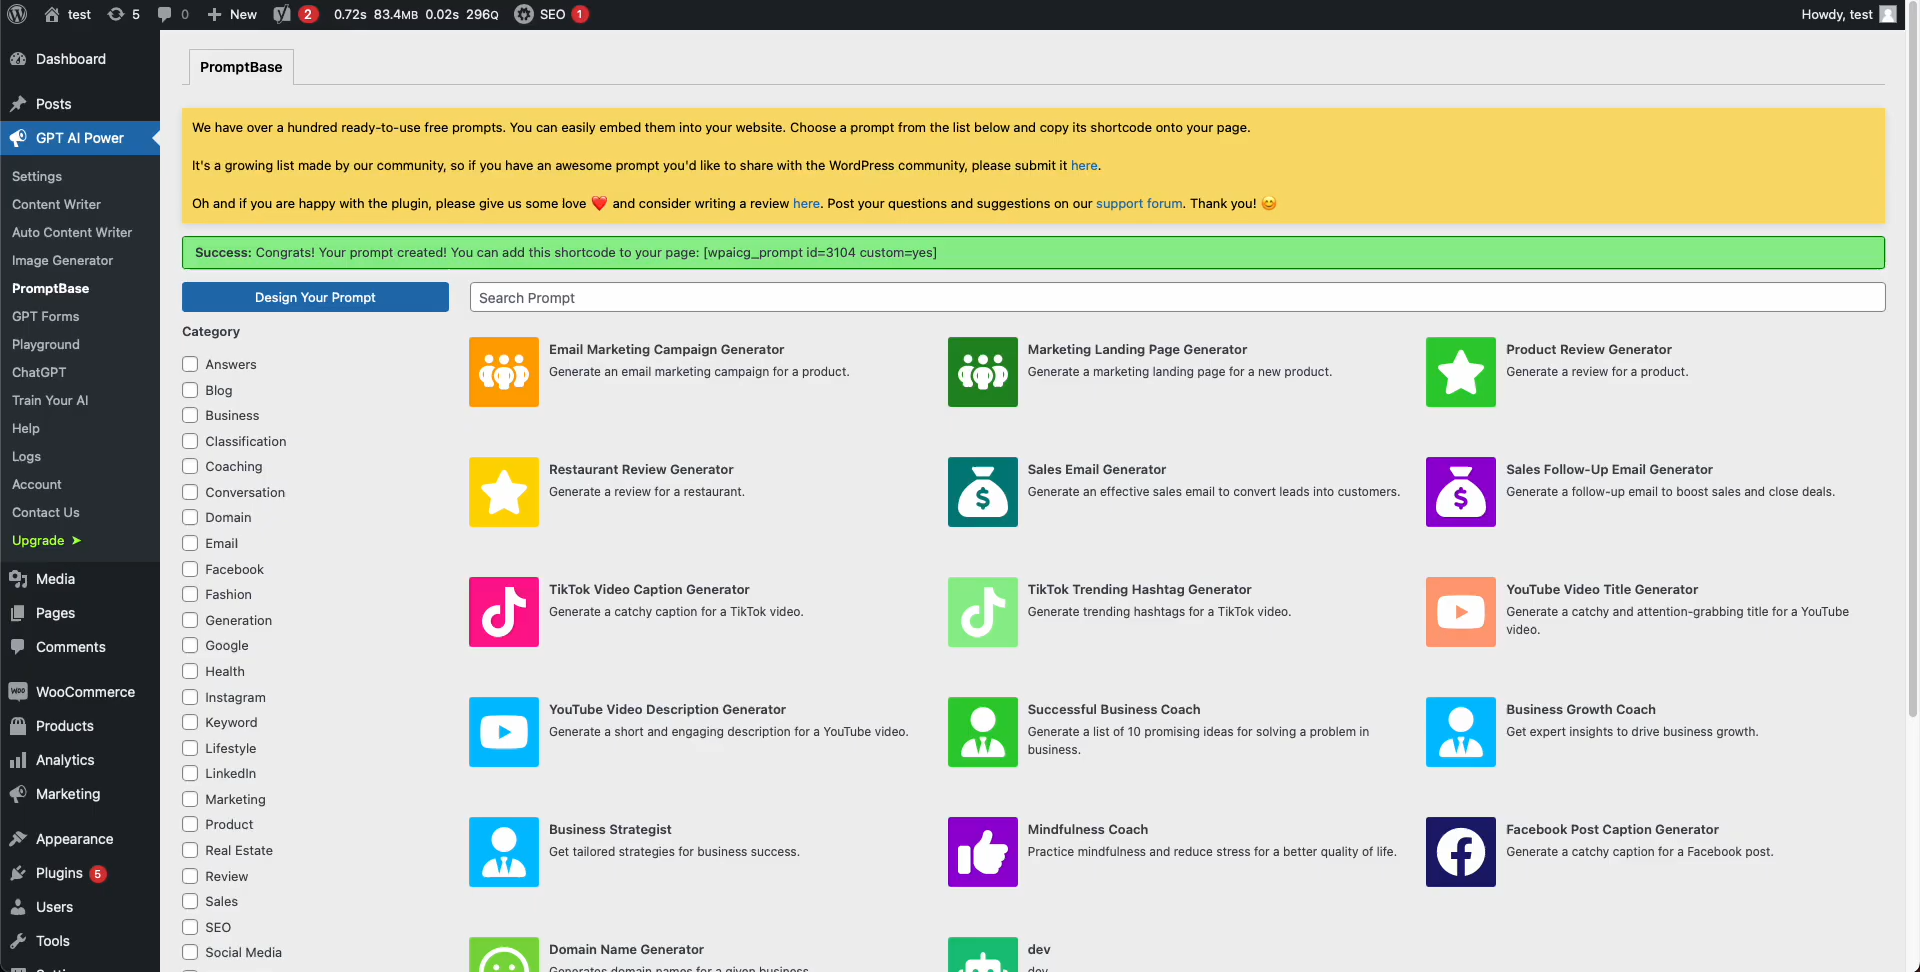 test 5 0 New 2 0.72s 83.4MB 0.02s 296Q SEO 1 Howdy, test
Dashboard
Posts
GPT AI Power
Settings
Content Writer
Auto Content Writer
Image Generator
PromptBase
GPT Forms
Playground
ChatGPT
Train Your AI
Help
Logs
Account
Contact Us
Upgrade ➤
Media
Pages
Comments
WooCommerce
Products
Analytics
Marketing
Appearance
Plugins 5
Users
Tools
PromptBase
We have over a hundred ready-to-use free prompts. You can easily embed them into your website. Choose a prompt from the list below and copy its shortcode onto your page.
It's a growing list made by our community, so if you have an awesome prompt you'd like to share with the WordPress community, please submit it here.
Oh and if you are happy with the plugin, please give us some love ❤️ and consider writing a review here. Post your questions and suggestions on our support forum. Thank you! 😊
Success: Congrats! Your prompt created! You can add this shortcode to your page: [wpaicg_prompt id=3104 custom=yes]
Design Your Prompt
Search Prompt
Category
Answers
Blog
Business
Classification
Coaching
Conversation
Domain
Email
Facebook
Fashion
Generation
Google
Health
Instagram
Keyword
Lifestyle
LinkedIn
Marketing
Product
Real Estate
Review
Sales
SEO
Social Media
Email Marketing Campaign Generator
Generate an email marketing campaign for a product.
Marketing Landing Page Generator
Generate a marketing landing page for a new product.
Product Review Generator
Generate a review for a product.
Restaurant Review Generator
Generate a review for a restaurant.
Sales Email Generator
Generate an effective sales email to convert leads into customers.
Sales Follow-Up Email Generator
Generate a follow-up email to boost sales and close deals.
TikTok Video Caption Generator
Generate a catchy caption for a TikTok video.
TikTok Trending Hashtag Generator
Generate trending hashtags for a TikTok video.
YouTube Video Title Generator
Generate a catchy and attention-grabbing title for a YouTube
video.
YouTube Video Description Generator
Generate a short and engaging description for a YouTube video.
Successful Business Coach
Generate a list of 10 promising ideas for solving a problem in
business.
Business Growth Coach
Get expert insights to drive business growth.
Business Strategist
Get tailored strategies for business success.
Mindfulness Coach
Practice mindfulness and reduce stress for a better quality of life.
Facebook Post Caption Generator
Generate a catchy caption for a Facebook post.
Domain Name Generator
Generates domain names for a given business.
dev
dev